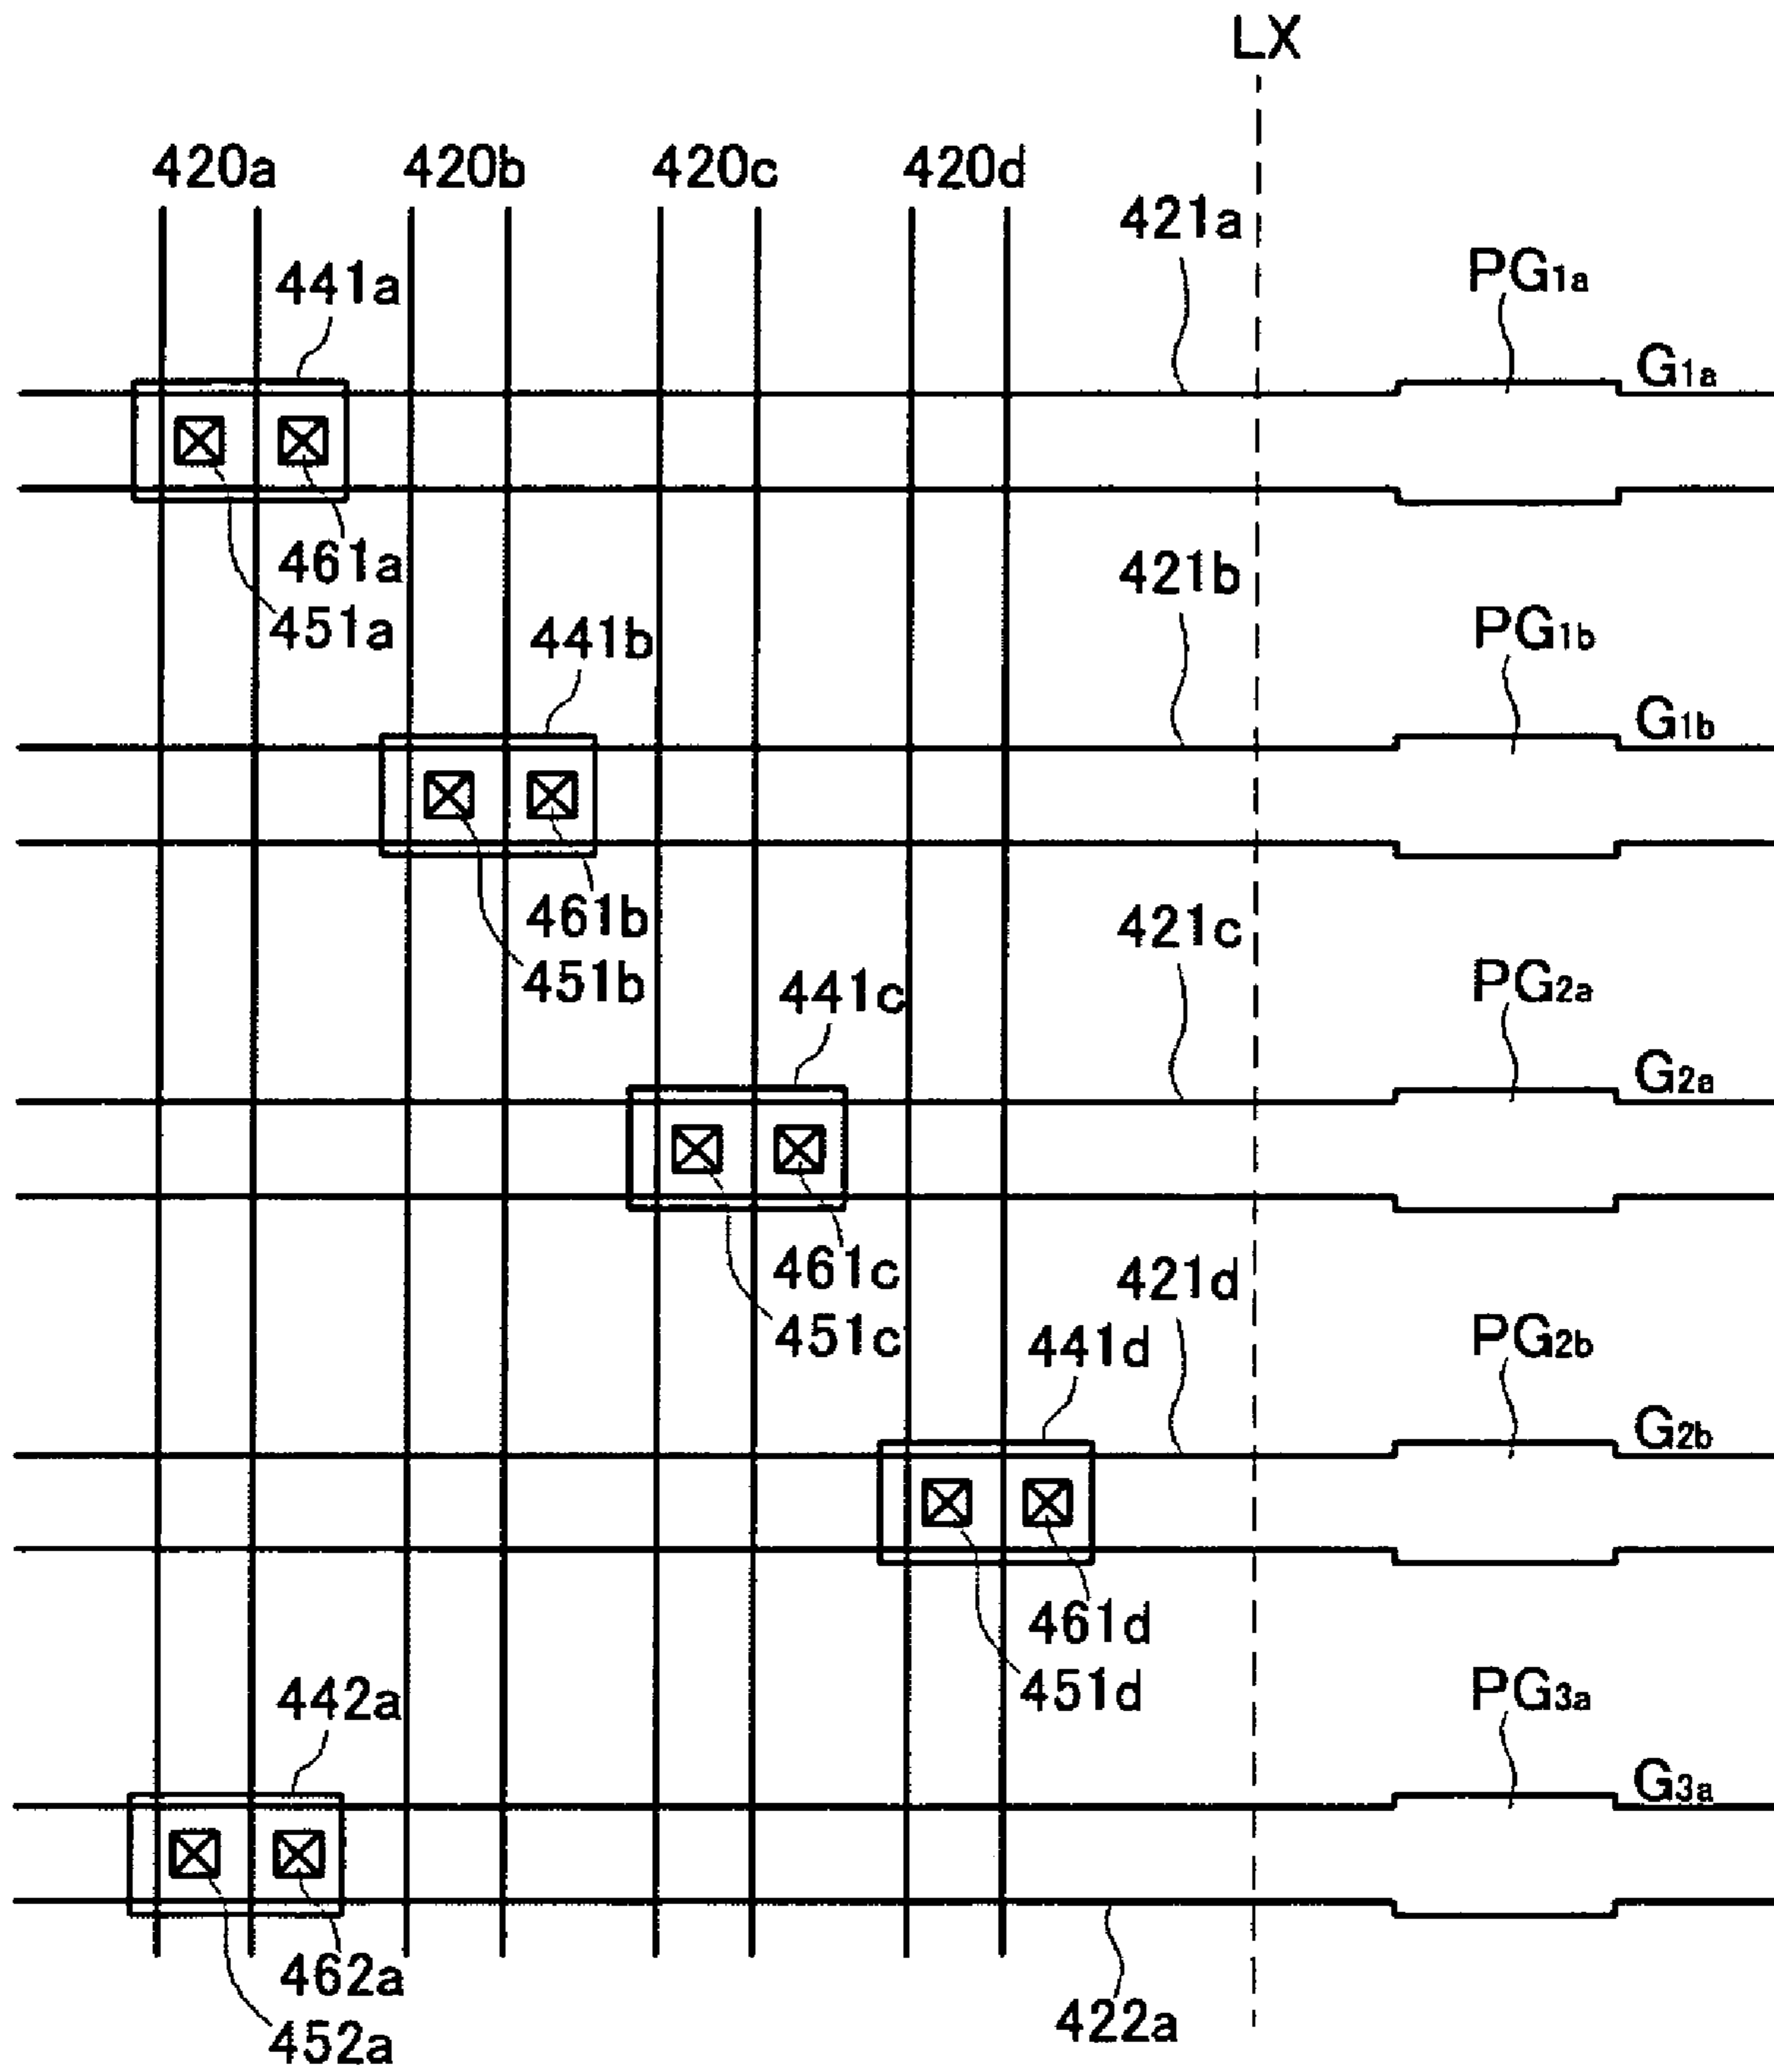 LX
420a 420b 420c 420d
421a
441a
PG1a
G1a
461a
451a
421b
441b
PG1b
G1b
461b
451b
421c
441c
PG2a
G2a
461c
451c
421d
441d
PG2b
G2b
461d
451d
442a
PG3a
G3a
462a
452a
422a